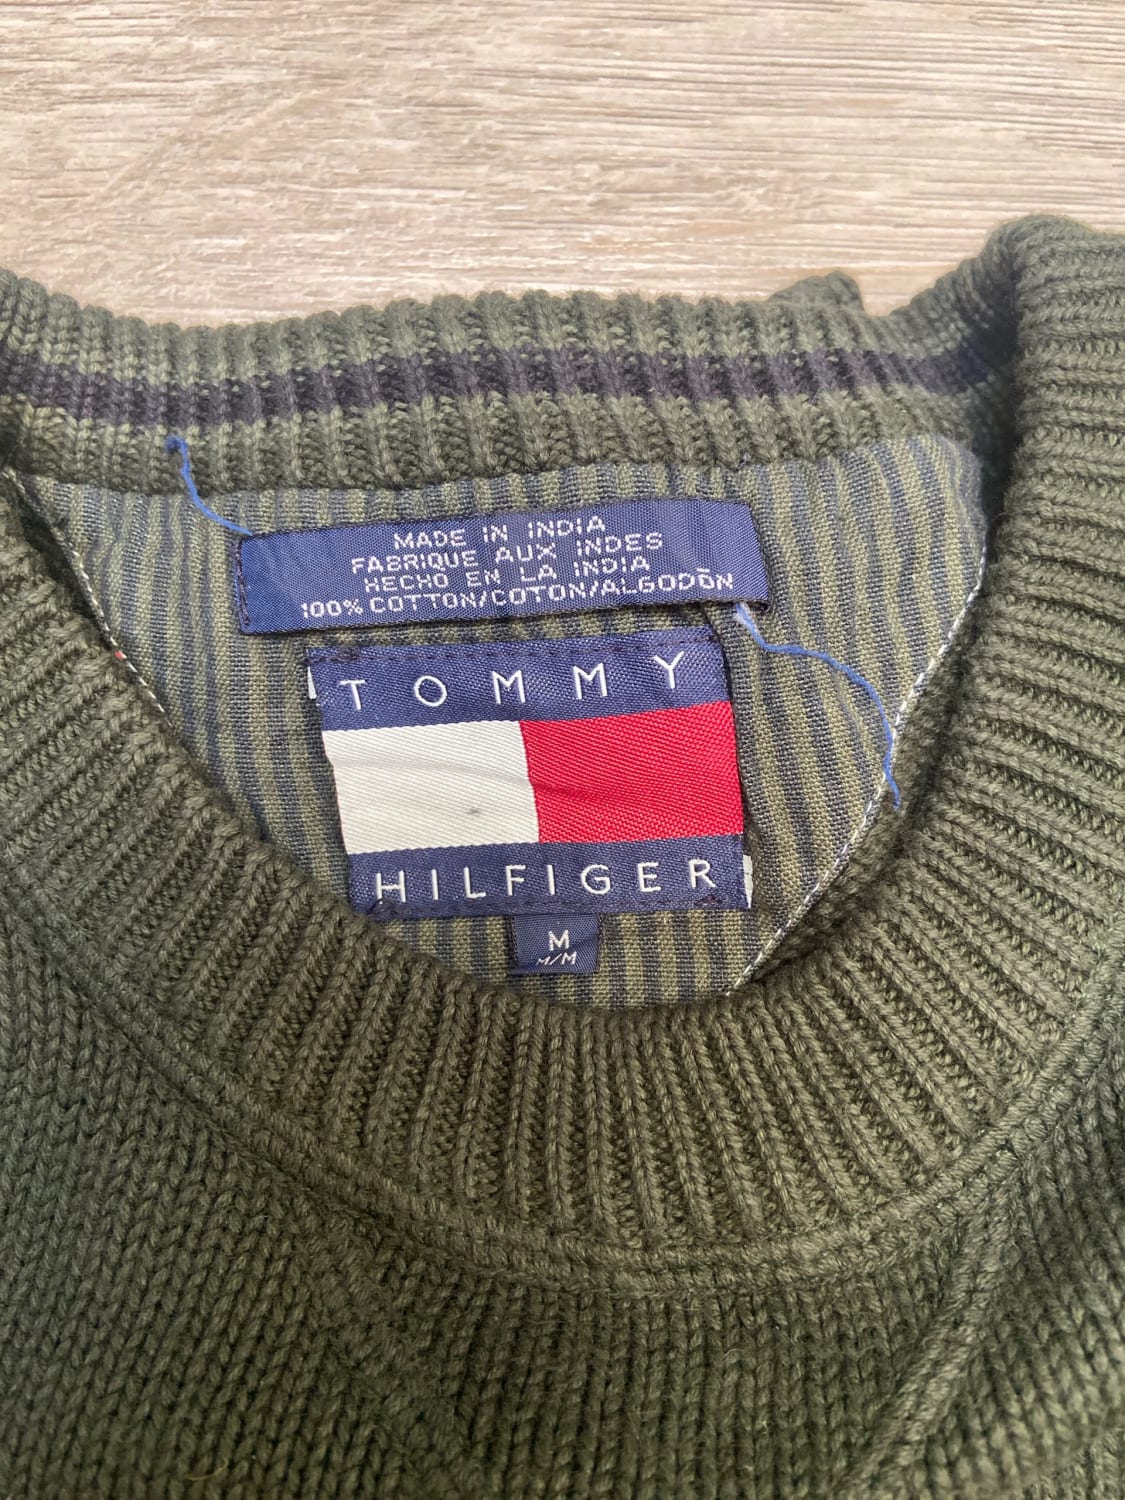 MADE IN INDIA
FABRIQUE AUX INDES
HECHO EN LA INDIA
100% COTTON/COTON/ALGODÓN
TOMMY
HILFIGER
M
M/M